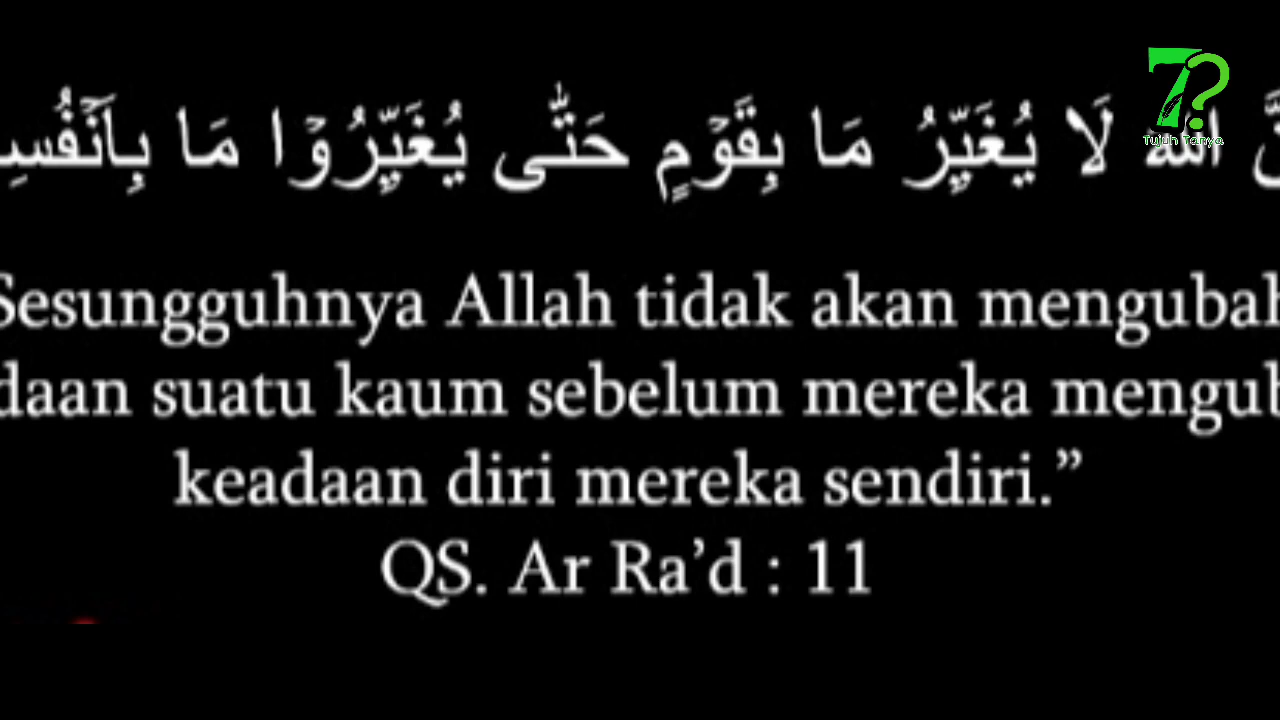 نَّ اللّٰهَ لَا يُغَيِّرُ مَا بِقَوْمٍ حَتّٰى يُغَيِّرُوْا مَا بِاَنْفُسِ
7?
Tujuh Tanya
Sesungguhnya Allah tidak akan mengubah
daan suatu kaum sebelum mereka mengub
keadaan diri mereka sendiri.”
QS. Ar Ra’d : 11